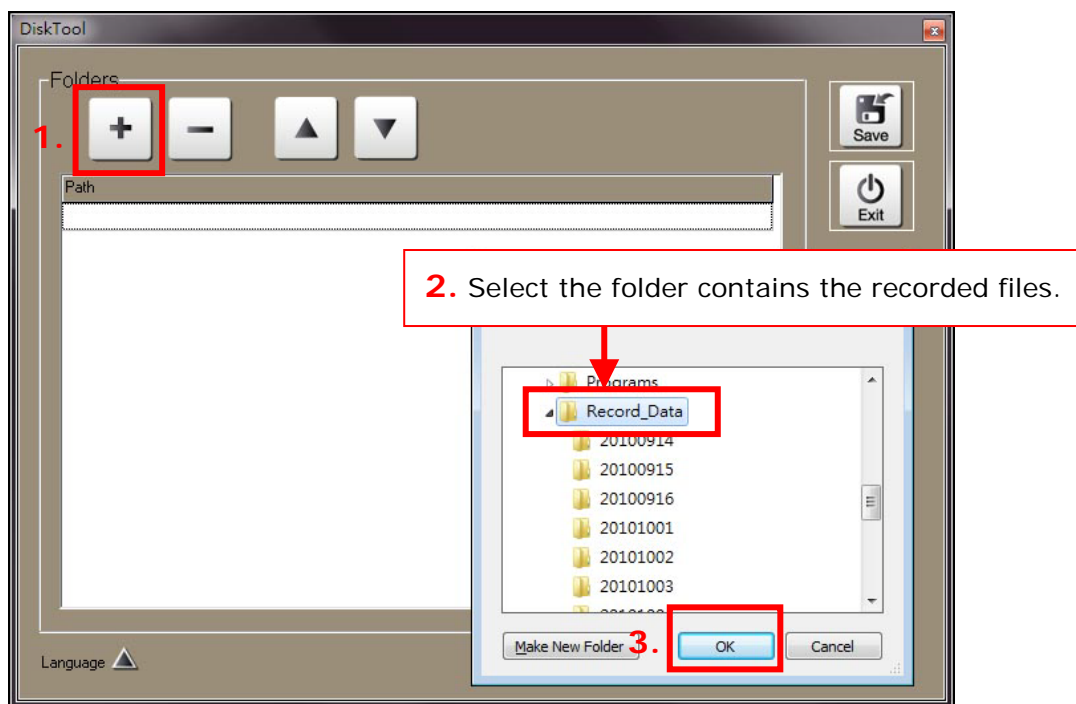 DiskTool
Folders
1.
+
−
Save
Path
Exit
2. Select the folder contains the recorded files.
Programs
Record_Data
20100914
20100915
20100916
20101001
20101002
20101003
Make New Folder
3.
OK
Cancel
Language